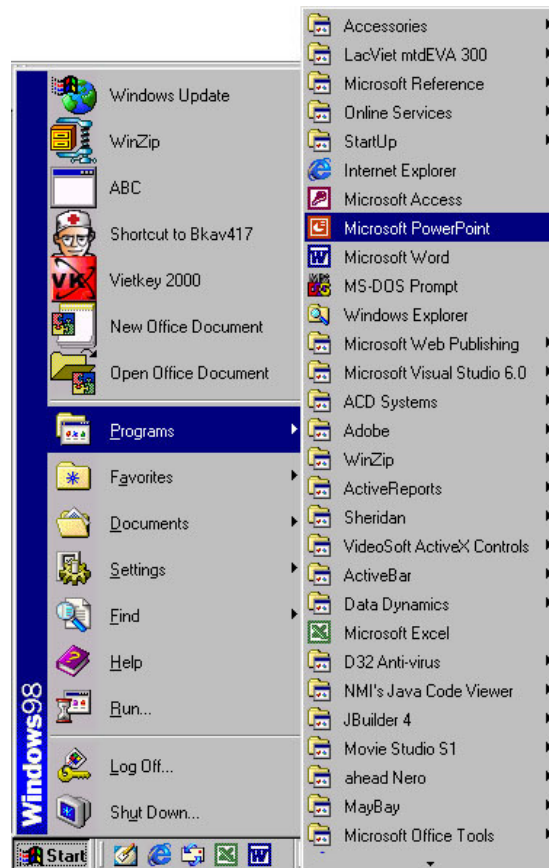 Windows Update
WinZip
ABC
Shortcut to Bkav417
Vietkey 2000
New Office Document
Open Office Document
Programs
Favorites
Documents
Settings
Find
Help
Run...
Log Off...
Shut Down...
Windows98
Start
Accessories
LacViet mtdEVA 300
Microsoft Reference
Online Services
StartUp
Internet Explorer
Microsoft Access
Microsoft PowerPoint
Microsoft Word
MS-DOS Prompt
Windows Explorer
Microsoft Web Publishing
Microsoft Visual Studio 6.0
ACD Systems
Adobe
WinZip
ActiveReports
Sheridan
VideoSoft ActiveX Controls
ActiveBar
Data Dynamics
Microsoft Excel
D32 Anti-virus
NMI's Java Code Viewer
JBuilder 4
Movie Studio S1
ahead Nero
MayBay
Microsoft Office Tools